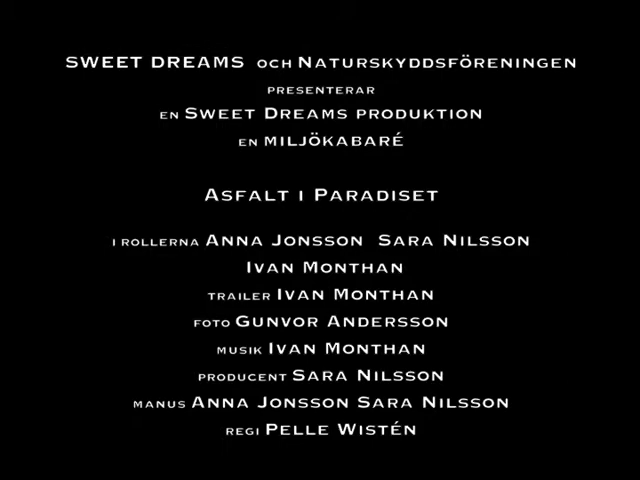 SWEET DREAMS OCH NATURSKYDDSFÖRENINGEN
PRESENTERAR
EN SWEET DREAMS PRODUKTION
EN MILJÖKABARÉ
ASFALT I PARADISET
I ROLLERNA ANNA JONSSON SARA NILSSON
IVAN MONTHAN
TRAILER IVAN MONTHAN
FOTO GUNVOR ANDERSSON
MUSIK IVAN MONTHAN
PRODUCENT SARA NILSSON
MANUS ANNA JONSSON SARA NILSSON
REGI PELLE WISTÉN